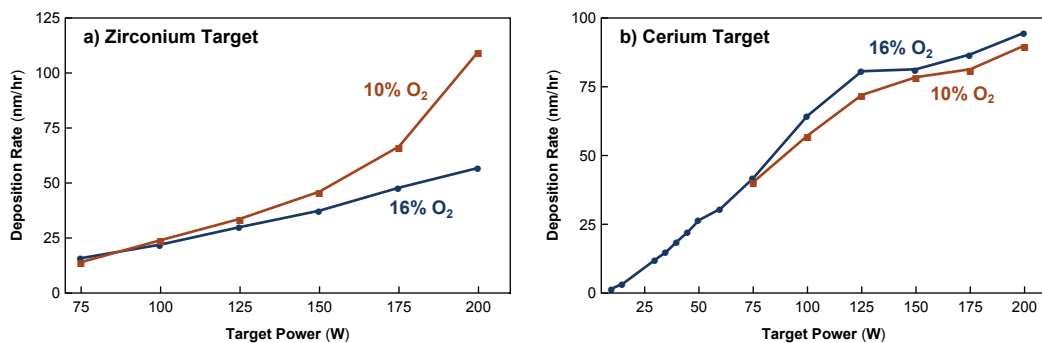 a) Zirconium Target
10% O₂
16% O₂
Deposition Rate (nm/hr)
125
100
75
50
25
0
75 100 125 150 175 200
Target Power (W)
b) Cerium Target
16% O₂
10% O₂
Deposition Rate (nm/hr)
100
75
50
25
0
25 50 75 100 125 150 175 200
Target Power (W)